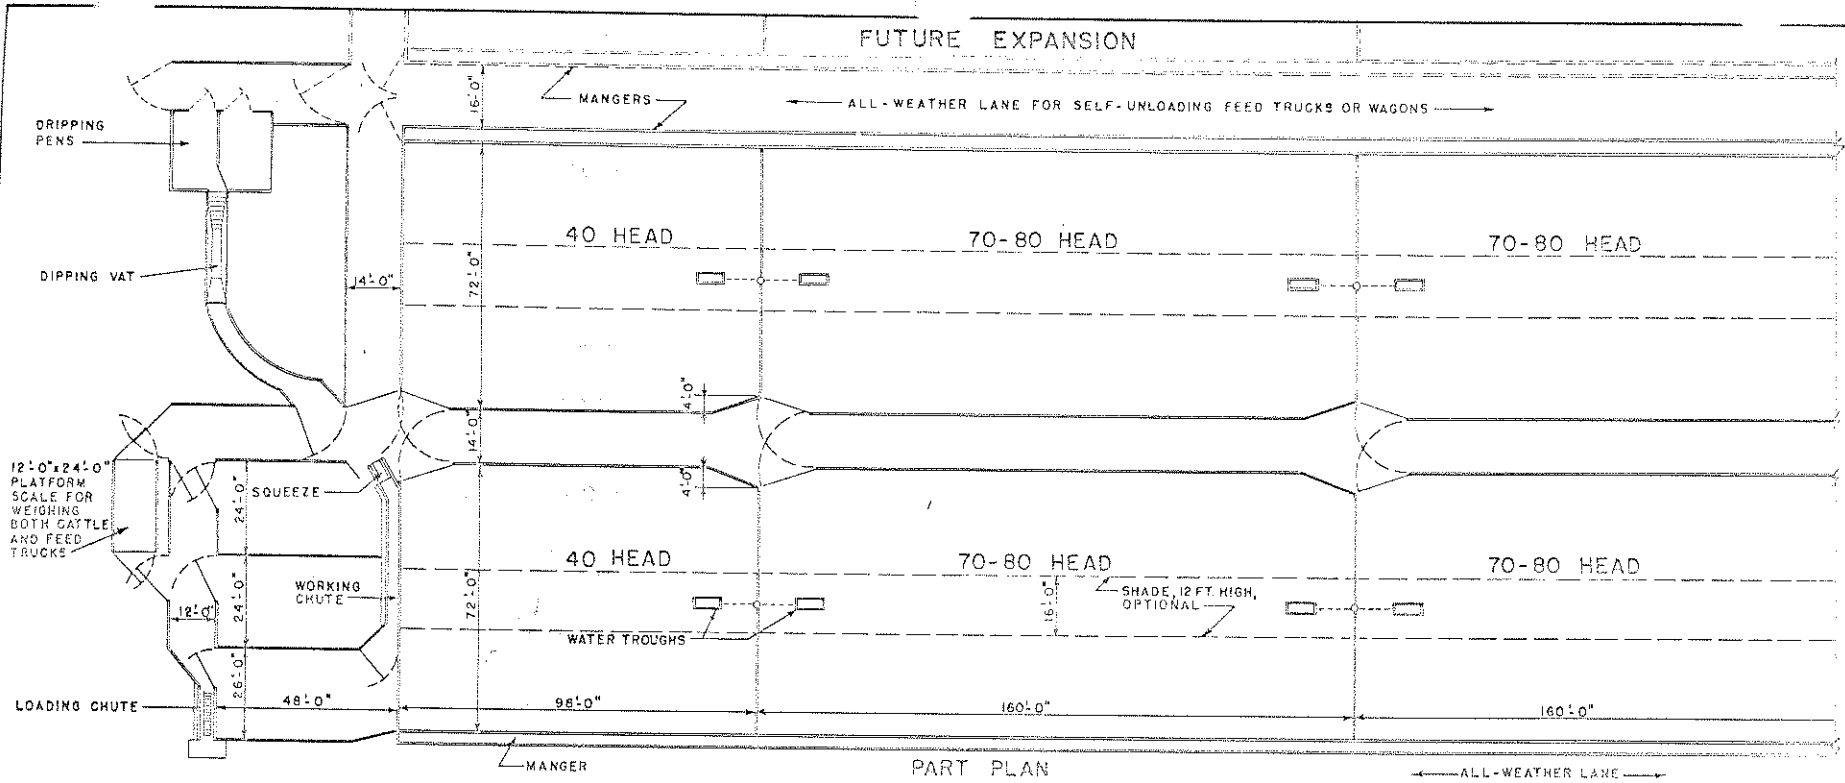 FUTURE EXPANSION
16'-0"
MANGERS
ALL-WEATHER LANE FOR SELF-UNLOADING FEED TRUCKS OR WAGONS
DRIPPING
PENS
40 HEAD
70-80 HEAD
70-80 HEAD
DIPPING VAT
14'-0"
72'-0"
4'-0"
14'-0"
4'-0"
12'-0"x24'-0"
PLATFORM
SCALE FOR
WEIGHING
BOTH CATTLE
AND FEED
TRUCKS
24'-0"
SQUEEZE
40 HEAD
70-80 HEAD
70-80 HEAD
WORKING
CHUTE
12'-0"
24'-0"
72'-0"
16'-0"
SHADE, 12 FT. HIGH,
OPTIONAL
WATER TROUGHS
26'-0"
LOADING CHUTE
48'-0"
98'-0"
160'-0"
160'-0"
MANGER
PART PLAN
ALL-WEATHER LANE